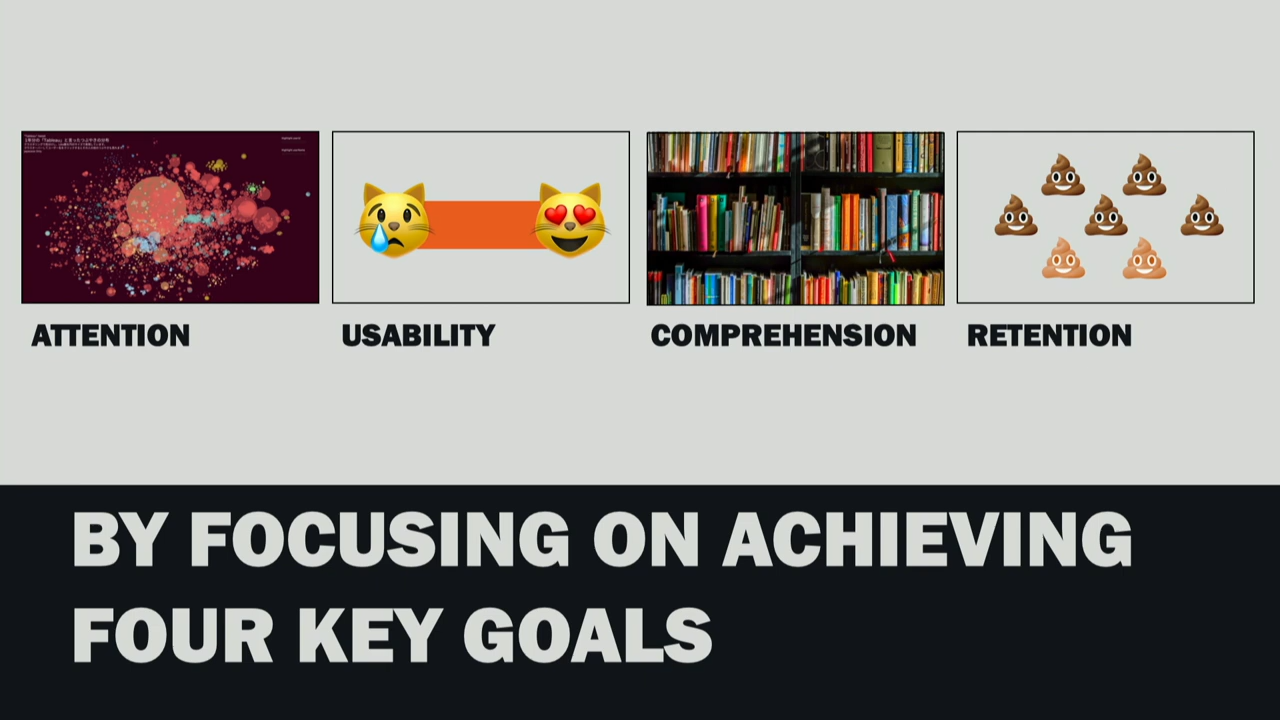 ATTENTION
USABILITY
COMPREHENSION
RETENTION
BY FOCUSING ON ACHIEVING
FOUR KEY GOALS